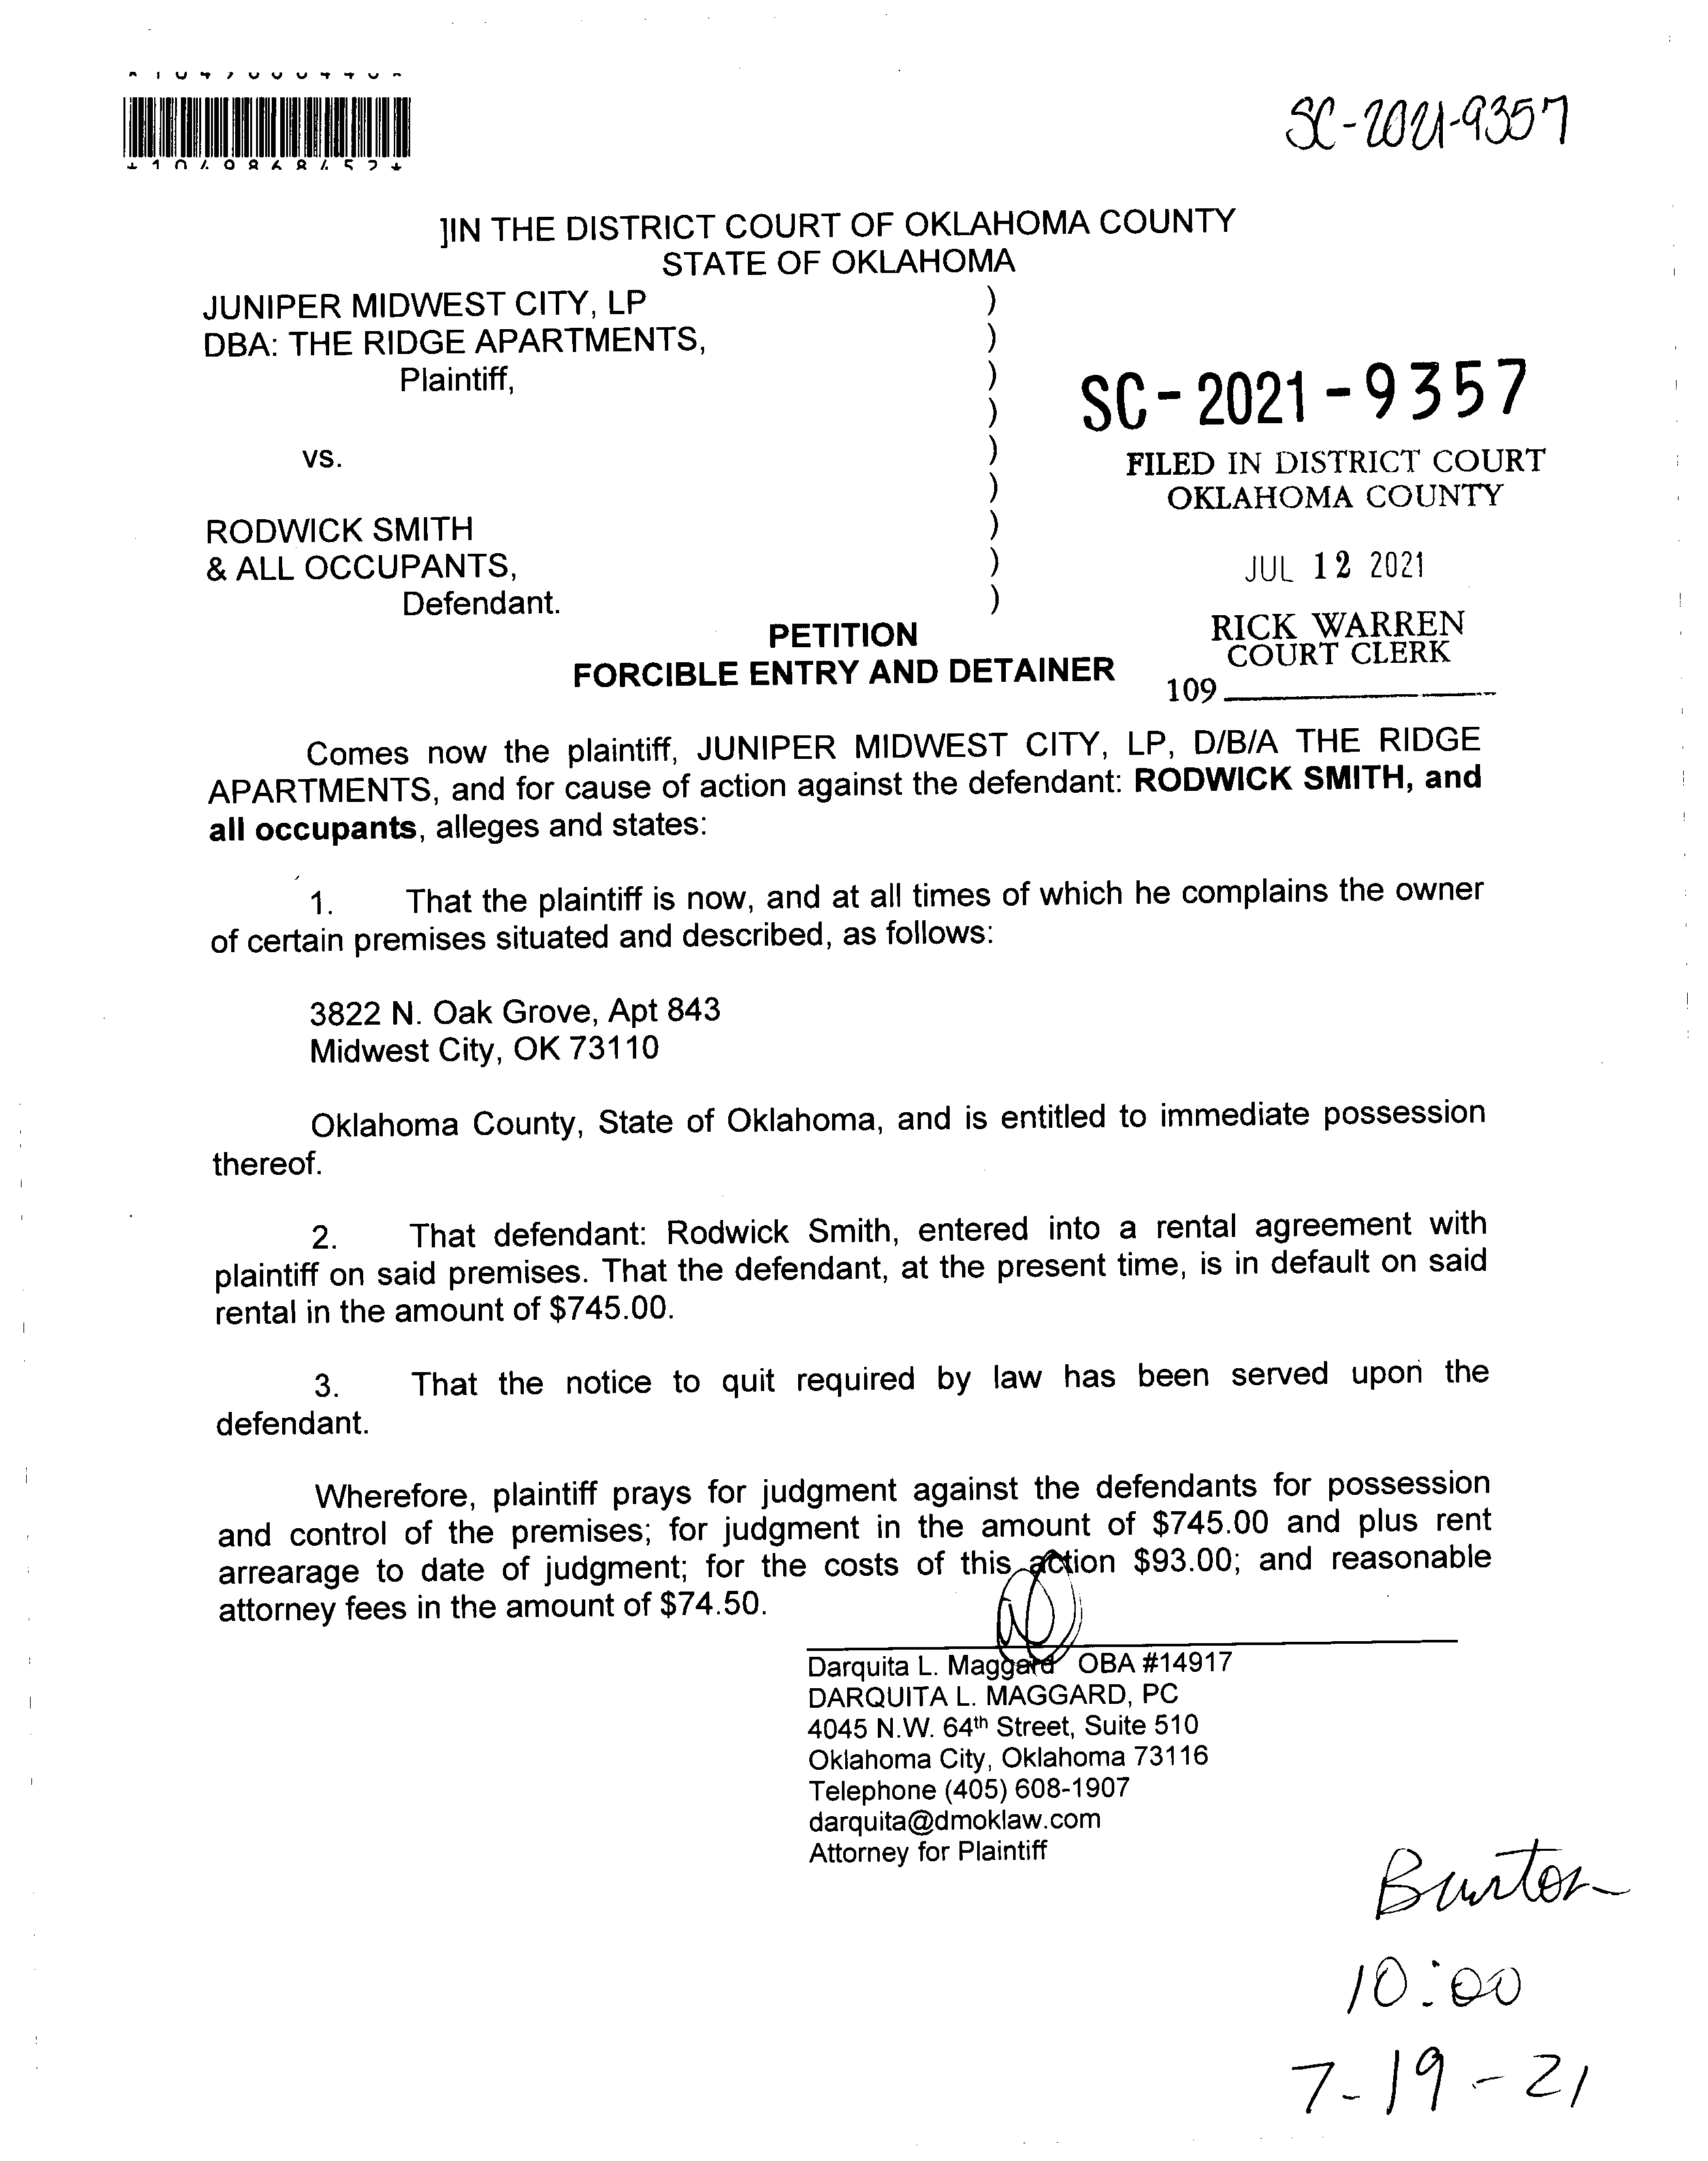 SC-2021-9357
]IN THE DISTRICT COURT OF OKLAHOMA COUNTY
STATE OF OKLAHOMA
JUNIPER MIDWEST CITY, LP )
DBA: THE RIDGE APARTMENTS, )
Plaintiff, )
)
vs. )
)
RODWICK SMITH )
& ALL OCCUPANTS, )
Defendant. )
SC-2021-9357
FILED IN DISTRICT COURT
OKLAHOMA COUNTY
JUL 12 2021
RICK WARREN
COURT CLERK
109
PETITION
FORCIBLE ENTRY AND DETAINER
Comes now the plaintiff, JUNIPER MIDWEST CITY, LP, D/B/A THE RIDGE
APARTMENTS, and for cause of action against the defendant: RODWICK SMITH, and
all occupants, alleges and states:
1. That the plaintiff is now, and at all times of which he complains the owner
of certain premises situated and described, as follows:
3822 N. Oak Grove, Apt 843
Midwest City, OK 73110
Oklahoma County, State of Oklahoma, and is entitled to immediate possession
thereof.
2. That defendant: Rodwick Smith, entered into a rental agreement with
plaintiff on said premises. That the defendant, at the present time, is in default on said
rental in the amount of $745.00.
3. That the notice to quit required by law has been served upon the
defendant.
Wherefore, plaintiff prays for judgment against the defendants for possession
and control of the premises; for judgment in the amount of $745.00 and plus rent
arrearage to date of judgment; for the costs of this action $93.00; and reasonable
attorney fees in the amount of $74.50.
Darquita L. Maggard OBA #14917
DARQUITA L. MAGGARD, PC
4045 N.W. 64th Street, Suite 510
Oklahoma City, Oklahoma 73116
Telephone (405) 608-1907
darquita@dmoklaw.com
Attorney for Plaintiff
Burton
10:00
7-19-21